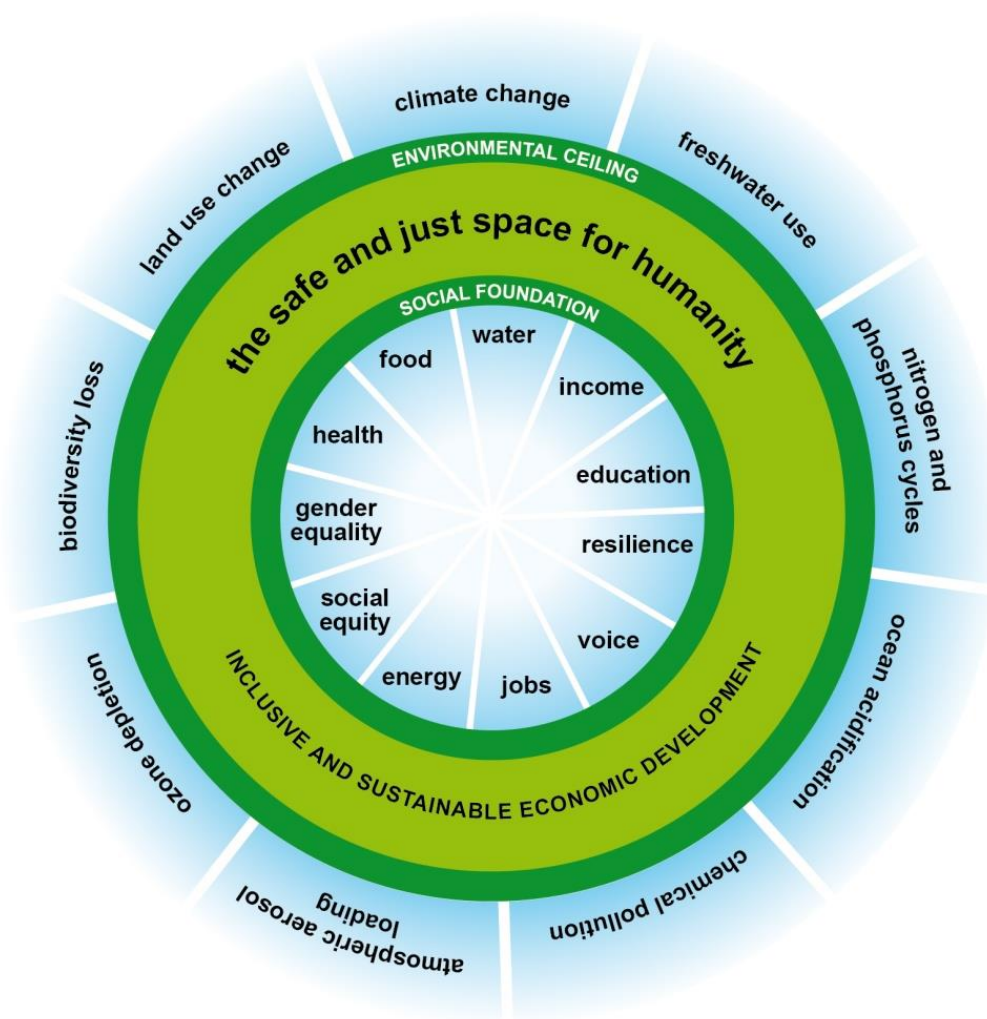 climate change
freshwater use
nitrogen and
phosphorus cycles
ocean acidification
chemical pollution
atmospheric aerosol
loading
ozone depletion
biodiversity loss
land use change
ENVIRONMENTAL CEILING
the safe and just space for humanity
SOCIAL FOUNDATION
water
income
education
resilience
voice
jobs
energy
social
equity
gender
equality
health
food
INCLUSIVE AND SUSTAINABLE ECONOMIC DEVELOPMENT